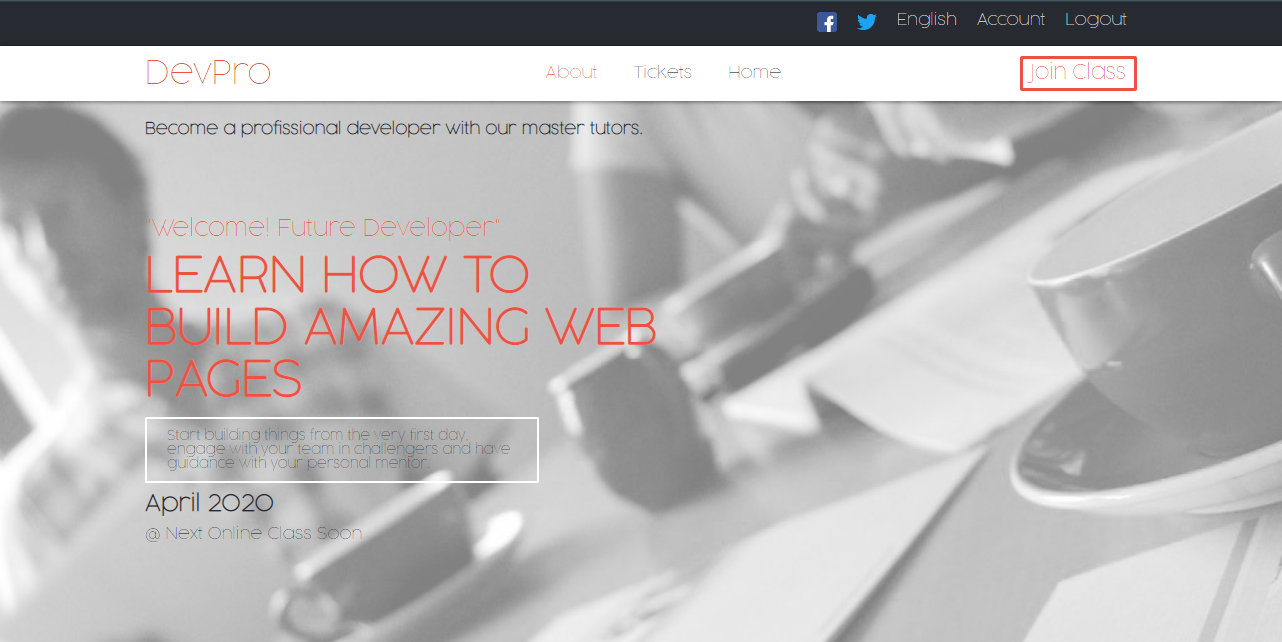 English Account Logout
DevPro
About Tickets Home
Join Class
Become a profissional developer with our master tutors.
"Welcome! Future Developer"
LEARN HOW TO
BUILD AMAZING WEB
PAGES
Start building things from the very first day,
engage with your team in challengers and have
guidance with your personal mentor.
April 2020
@ Next Online Class Soon